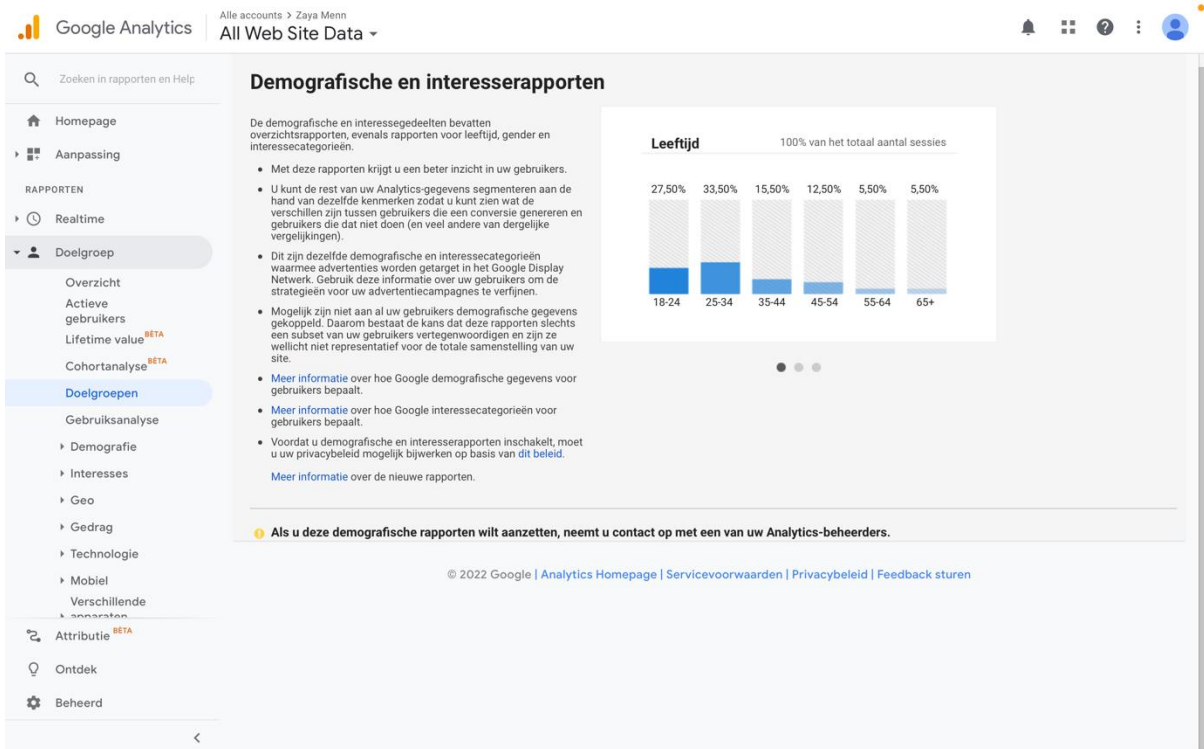 Google Analytics
Alle accounts > Zaya Menn
All Web Site Data
Zoeken in rapporten en Help
Homepage
Aanpassing
RAPPORTEN
Realtime
Doelgroep
Overzicht
Actieve
gebruikers
Lifetime value BÈTA
Cohortanalyse BÈTA
Doelgroepen
Gebruiksanalyse
Demografie
Interesses
Geo
Gedrag
Technologie
Mobiel
Verschillende
apparaten
Attributie BÈTA
Ontdek
Beheerd
Demografische en interesserapporten
De demografische en interessegedeelten bevatten
overzichtsrapporten, evenals rapporten voor leeftijd, gender en
interessecategorieën.
• Met deze rapporten krijgt u een beter inzicht in uw gebruikers.
• U kunt de rest van uw Analytics-gegevens segmenteren aan de
hand van dezelfde kenmerken zodat u kunt zien wat de
verschillen zijn tussen gebruikers die een conversie genereren en
gebruikers die dat niet doen (en veel andere van dergelijke
vergelijkingen).
• Dit zijn dezelfde demografische en interessecategorieën
waarmee advertenties worden getarget in het Google Display
Netwerk. Gebruik deze informatie over uw gebruikers om de
strategieën voor uw advertentiecampagnes te verfijnen.
• Mogelijk zijn niet aan al uw gebruikers demografische gegevens
gekoppeld. Daarom bestaat de kans dat deze rapporten slechts
een subset van uw gebruikers vertegenwoordigen en zijn ze
wellicht niet representatief voor de totale samenstelling van uw
site.
• Meer informatie over hoe Google demografische gegevens voor
gebruikers bepaalt.
• Meer informatie over hoe Google interessecategorieën voor
gebruikers bepaalt.
• Voordat u demografische en interesserapporten inschakelt, moet
u uw privacybeleid mogelijk bijwerken op basis van dit beleid.
Meer informatie over de nieuwe rapporten.
Leeftijd 100% van het totaal aantal sessies
27,50% 33,50% 15,50% 12,50% 5,50% 5,50%
18-24 25-34 35-44 45-54 55-64 65+
Als u deze demografische rapporten wilt aanzetten, neemt u contact op met een van uw Analytics-beheerders.
© 2022 Google | Analytics Homepage | Servicevoorwaarden | Privacybeleid | Feedback sturen